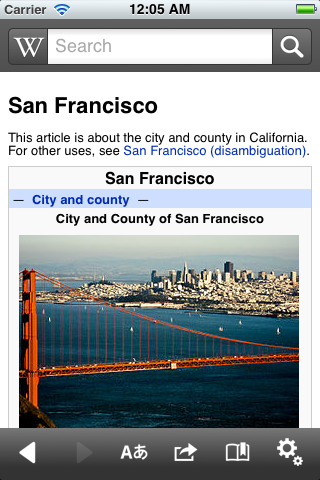 Carrier 12:05 AM
W Search
San Francisco
This article is about the city and county in California.
For other uses, see San Francisco (disambiguation).
San Francisco
— City and county —
City and County of San Francisco
Aあ